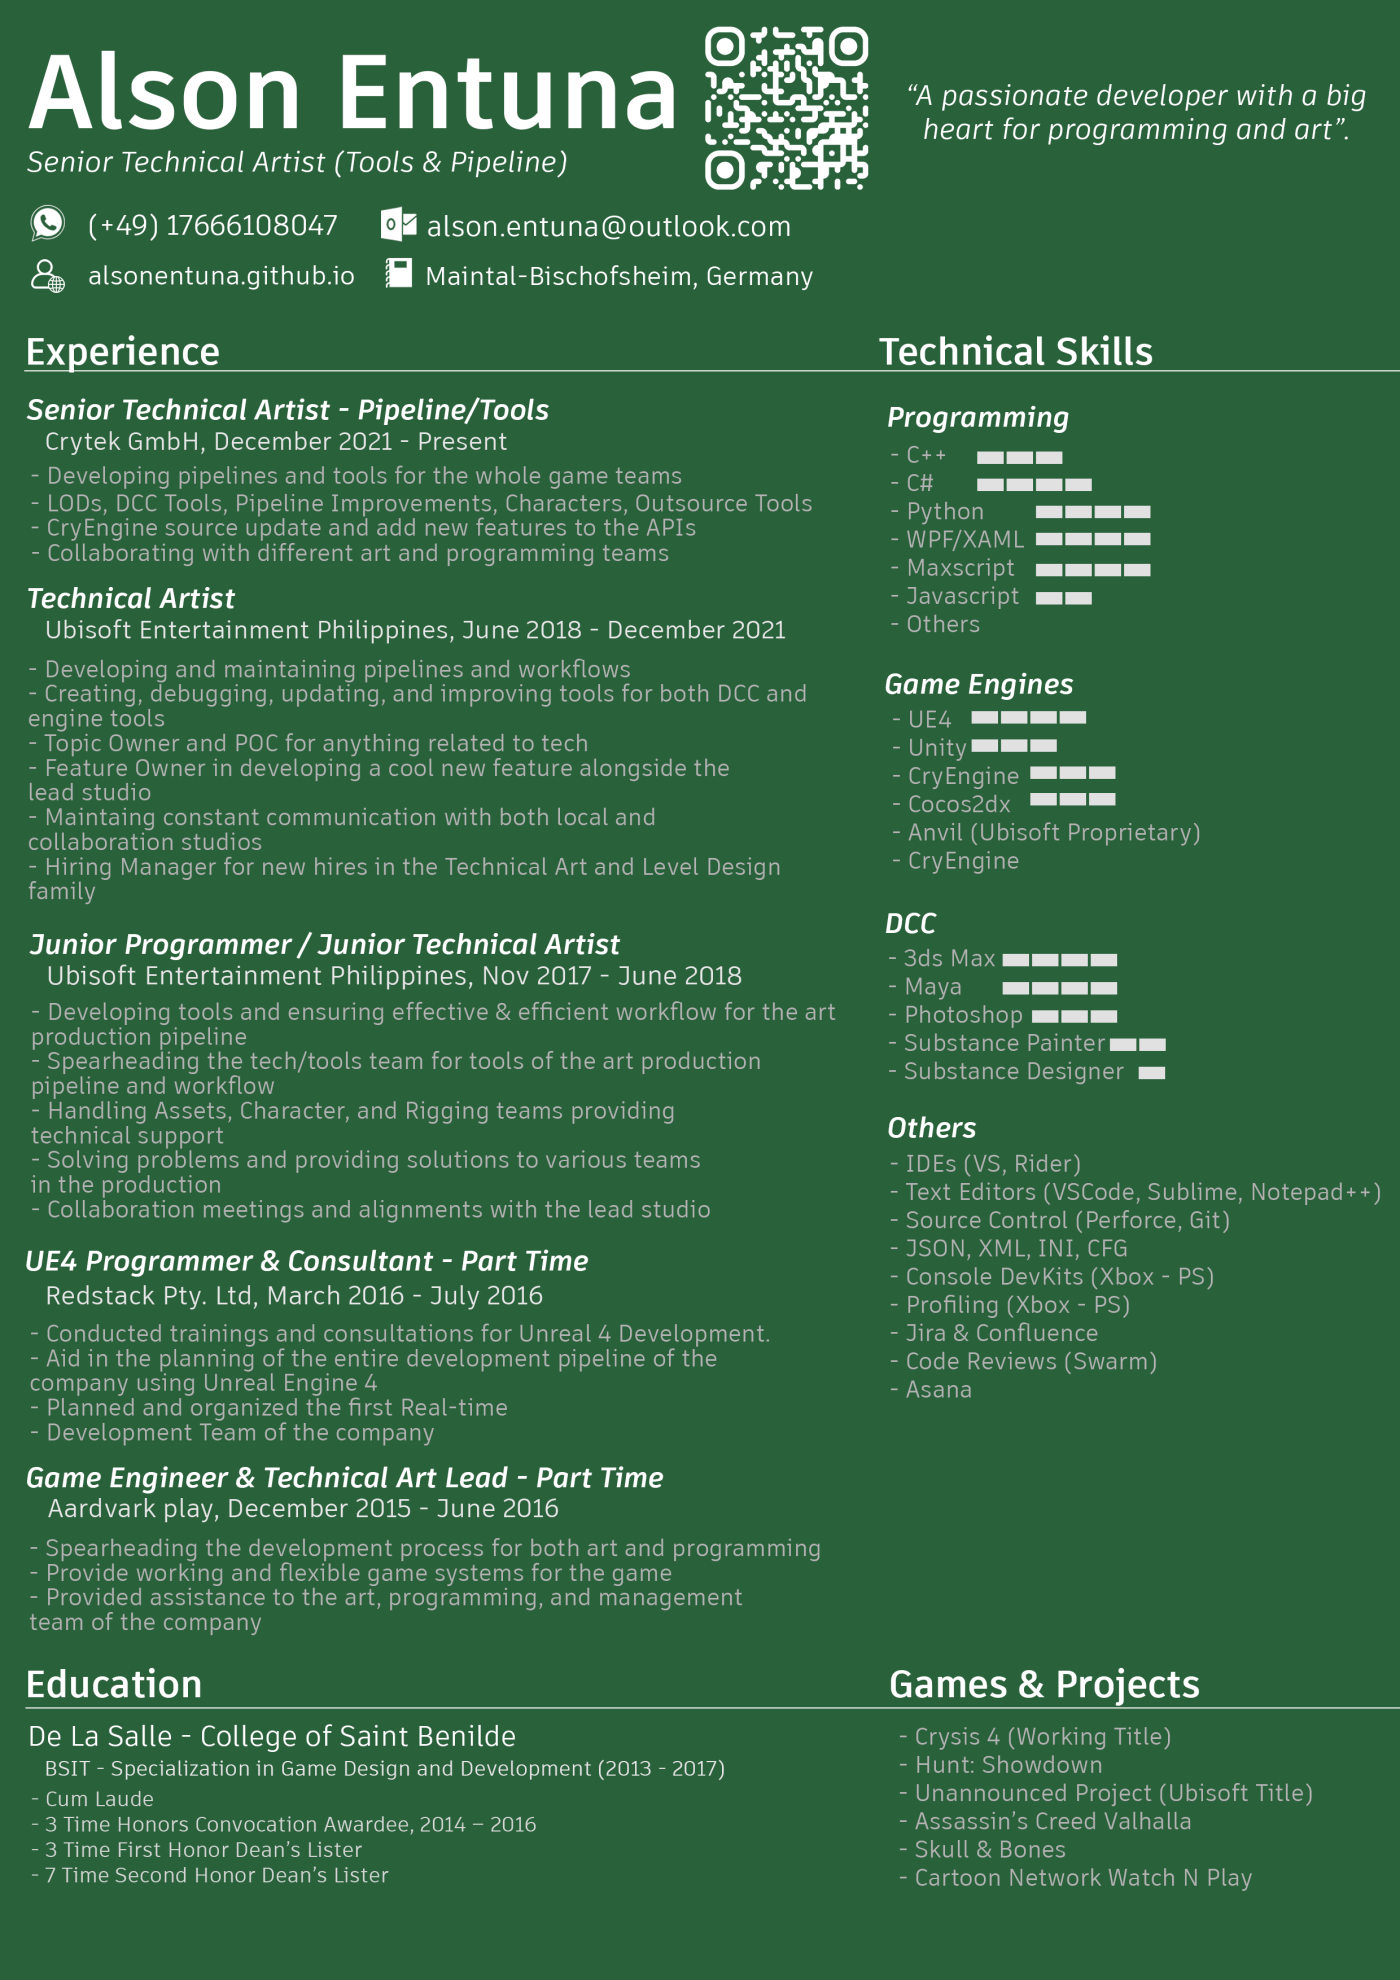 Alson Entuna
Senior Technical Artist (Tools & Pipeline)
“A passionate developer with a big
heart for programming and art”.
(+49) 17666108047
alson.entuna@outlook.com
alsonentuna.github.io
Maintal-Bischofsheim, Germany
Experience
Senior Technical Artist - Pipeline/Tools
Crytek GmbH, December 2021 - Present
- Developing pipelines and tools for the whole game teams
- LODs, DCC Tools, Pipeline Improvements, Characters, Outsource Tools
- CryEngine source update and add new features to the APIs
- Collaborating with different art and programming teams
Technical Artist
Ubisoft Entertainment Philippines, June 2018 - December 2021
- Developing and maintaining pipelines and workflows
- Creating, debugging, updating, and improving tools for both DCC and
engine tools
- Topic Owner and POC for anything related to tech
- Feature Owner in developing a cool new feature alongside the
lead studio
- Maintaing constant communication with both local and
collaboration studios
- Hiring Manager for new hires in the Technical Art and Level Design
family
Junior Programmer / Junior Technical Artist
Ubisoft Entertainment Philippines, Nov 2017 - June 2018
- Developing tools and ensuring effective & efficient workflow for the art
production pipeline
- Spearheading the tech/tools team for tools of the art production
pipeline and workflow
- Handling Assets, Character, and Rigging teams providing
technical support
- Solving problems and providing solutions to various teams
in the production
- Collaboration meetings and alignments with the lead studio
UE4 Programmer & Consultant - Part Time
Redstack Pty. Ltd, March 2016 - July 2016
- Conducted trainings and consultations for Unreal 4 Development.
- Aid in the planning of the entire development pipeline of the
company using Unreal Engine 4
- Planned and organized the first Real-time
- Development Team of the company
Game Engineer & Technical Art Lead - Part Time
Aardvark play, December 2015 - June 2016
- Spearheading the development process for both art and programming
- Provide working and flexible game systems for the game
- Provided assistance to the art, programming, and management
team of the company
Technical Skills
Programming
- C++
- C#
- Python
- WPF/XAML
- Maxscript
- Javascript
- Others
Game Engines
- UE4
- Unity
- CryEngine
- Cocos2dx
- Anvil (Ubisoft Proprietary)
- CryEngine
DCC
- 3ds Max
- Maya
- Photoshop
- Substance Painter
- Substance Designer
Others
- IDEs (VS, Rider)
- Text Editors (VSCode, Sublime, Notepad++)
- Source Control (Perforce, Git)
- JSON, XML, INI, CFG
- Console DevKits (Xbox - PS)
- Profiling (Xbox - PS)
- Jira & Confluence
- Code Reviews (Swarm)
- Asana
Education
De La Salle - College of Saint Benilde
BSIT - Specialization in Game Design and Development (2013 - 2017)
- Cum Laude
- 3 Time Honors Convocation Awardee, 2014 – 2016
- 3 Time First Honor Dean’s Lister
- 7 Time Second Honor Dean’s Lister
Games & Projects
- Crysis 4 (Working Title)
- Hunt: Showdown
- Unannounced Project (Ubisoft Title)
- Assassin’s Creed Valhalla
- Skull & Bones
- Cartoon Network Watch N Play